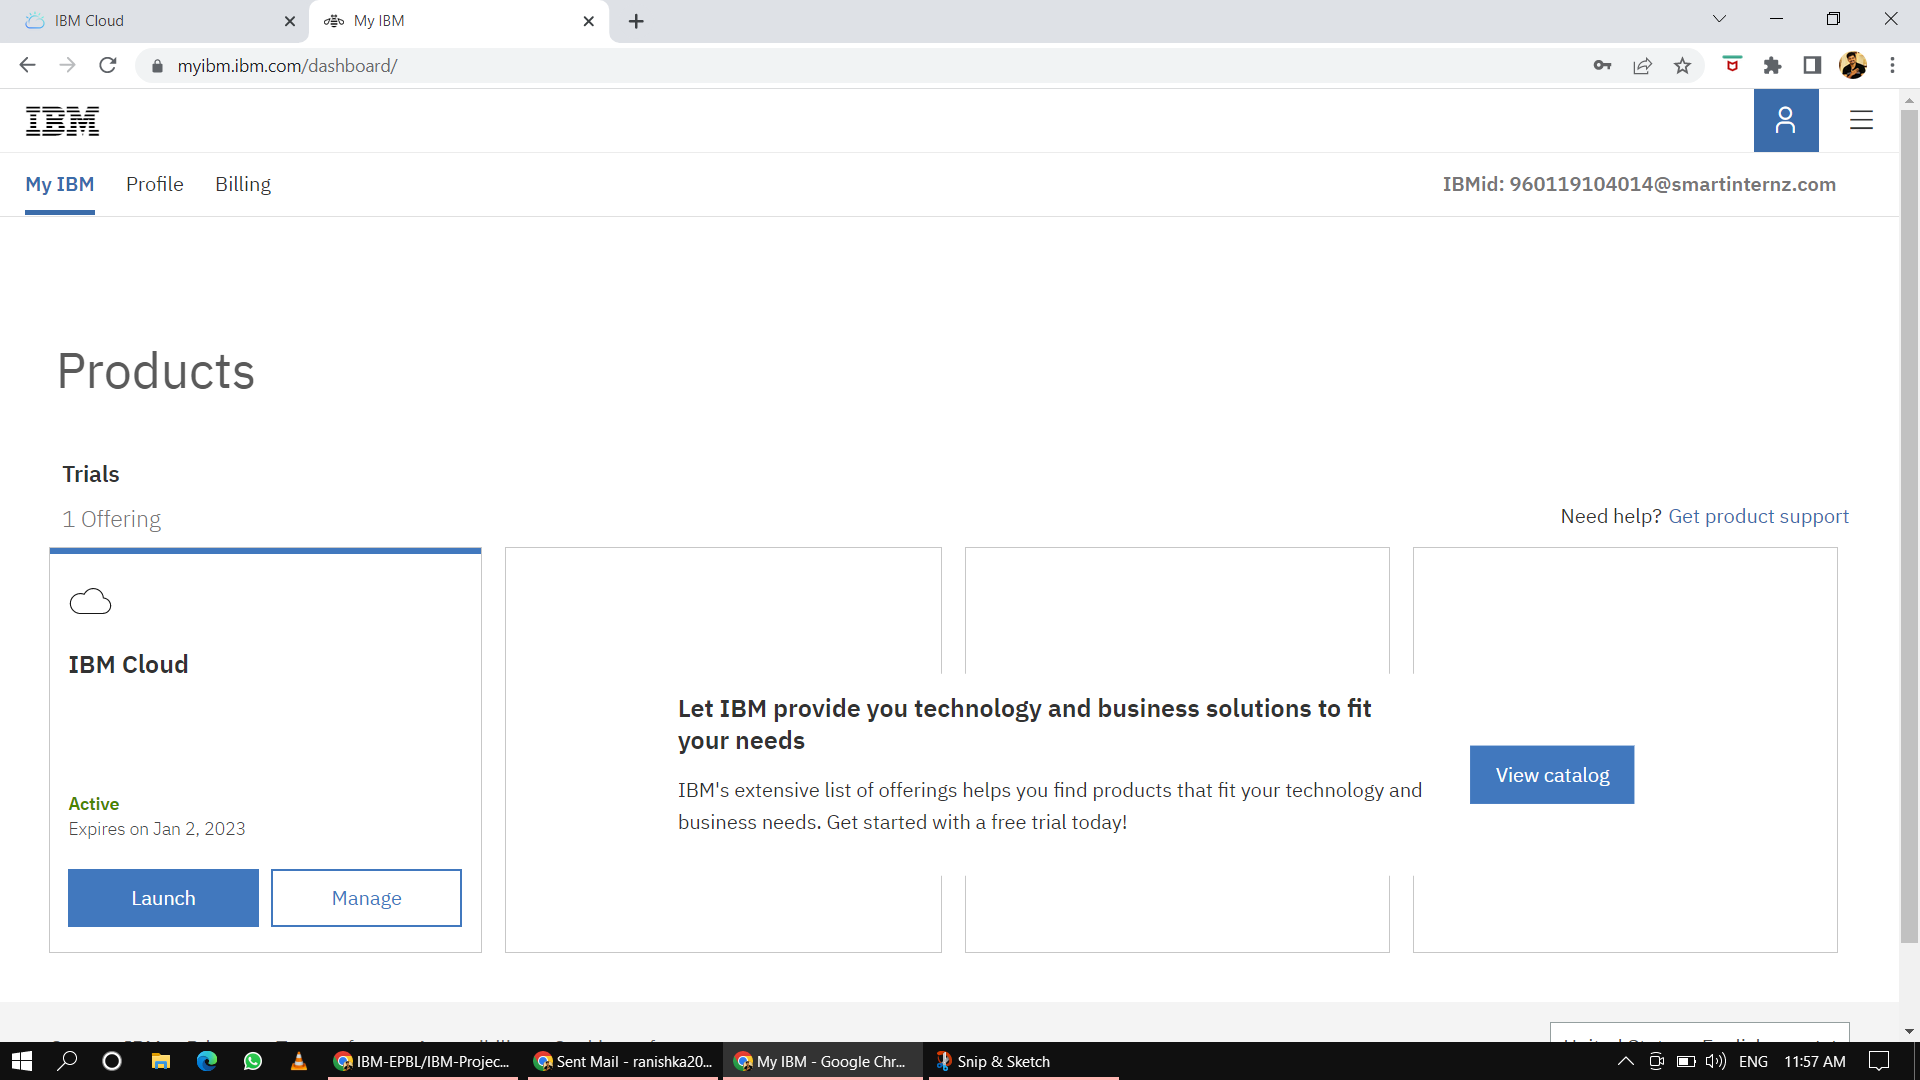 IBM Cloud
My IBM
myibm.ibm.com/dashboard/
IBM
My IBM Profile Billing
IBMid: 960119104014@smartinternz.com
Products
Trials
1 Offering
Need help? Get product support
IBM Cloud
Active
Expires on Jan 2, 2023
Launch
Manage
Let IBM provide you technology and business solutions to fit
your needs
IBM's extensive list of offerings helps you find products that fit your technology and
business needs. Get started with a free trial today!
View catalog
IBM-EPBL/IBM-Projec...
Sent Mail - ranishka20...
My IBM - Google Chr...
Snip & Sketch
ENG
11:57 AM